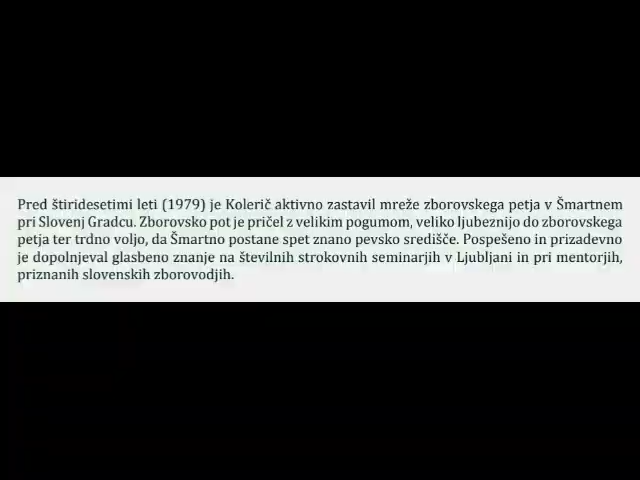 Pred štiridesetimi leti (1979) je Kolerič aktivno zastavil mreže zborovskega petja v Šmartnem
pri Slovenj Gradcu. Zborovsko pot je pričel z velikim pogumom, veliko ljubeznijo do zborovskega
petja ter trdno voljo, da Šmartno postane spet znano pevsko središče. Pospešeno in prizadevno
je dopolnjeval glasbeno znanje na številnih strokovnih seminarjih v Ljubljani in pri mentorjih,
priznanih slovenskih zborovodjih.